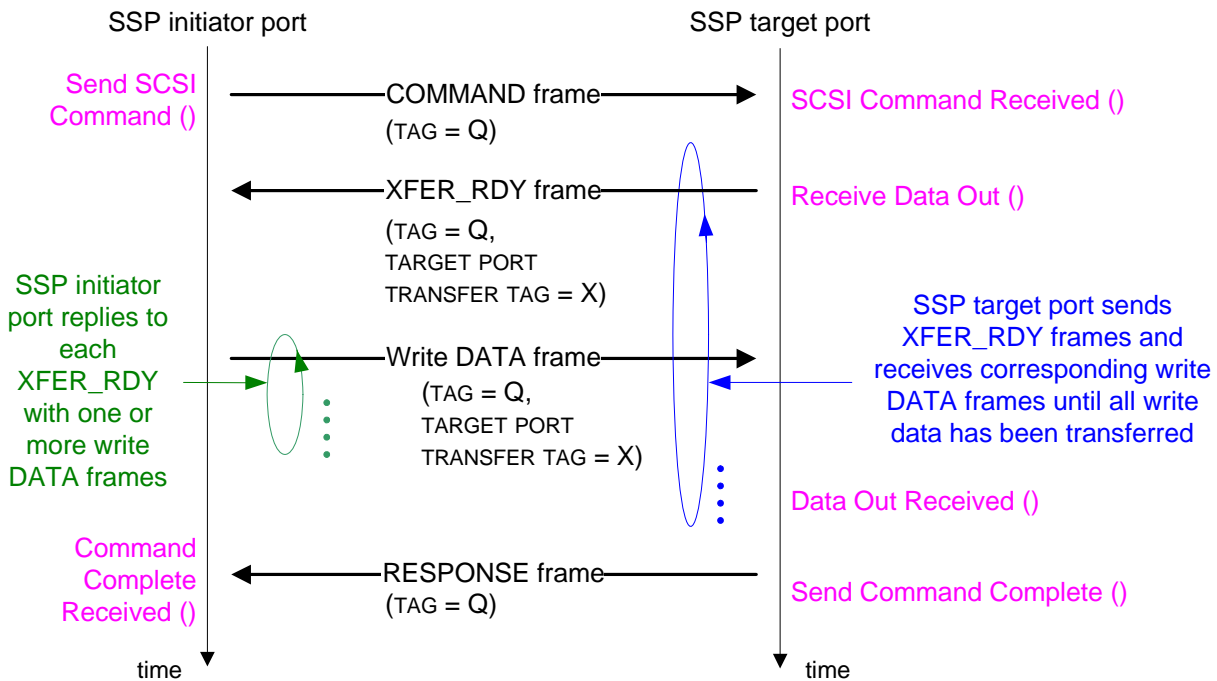 SSP initiator port
SSP target port
Send SCSI
Command ()
COMMAND frame
(TAG = Q)
SCSI Command Received ()
XFER_RDY frame
(TAG = Q,
TARGET PORT
TRANSFER TAG = X)
Receive Data Out ()
SSP initiator
port replies to
each
XFER_RDY
with one or
more write
DATA frames
Write DATA frame
(TAG = Q,
TARGET PORT
TRANSFER TAG = X)
SSP target port sends
XFER_RDY frames and
receives corresponding write
DATA frames until all write
data has been transferred
Data Out Received ()
Command
Complete
Received ()
RESPONSE frame
(TAG = Q)
Send Command Complete ()
time
time